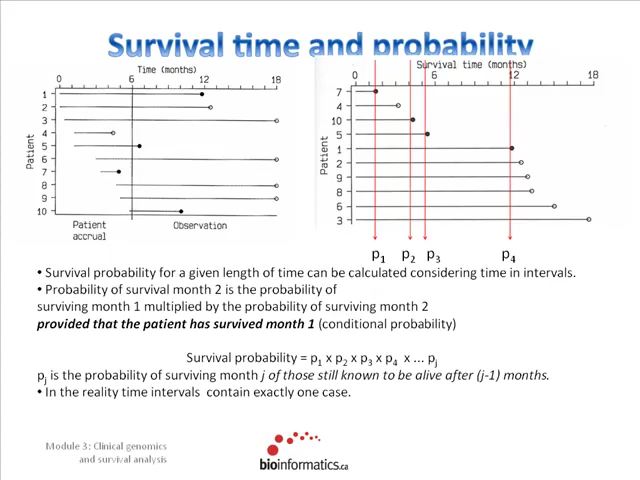 Survival time and probability
Time (months)
0 6 12 18
1
2
3
4
5
6
7
8
9
10
Patient
Patient accrual
Observation
Survival time (months)
0 6 12 18
7
4
10
5
1
2
9
8
6
3
Patient
p1 p2 p3 p4
• Survival probability for a given length of time can be calculated considering time in intervals.
• Probability of survival month 2 is the probability of
surviving month 1 multiplied by the probability of surviving month 2
provided that the patient has survived month 1 (conditional probability)
Survival probability = p1 x p2 x p3 x p4 x ... pj
pj is the probability of surviving month j of those still known to be alive after (j-1) months.
• In the reality time intervals contain exactly one case.
Module 3: Clinical genomics
and survival analysis
bioinformatics.ca